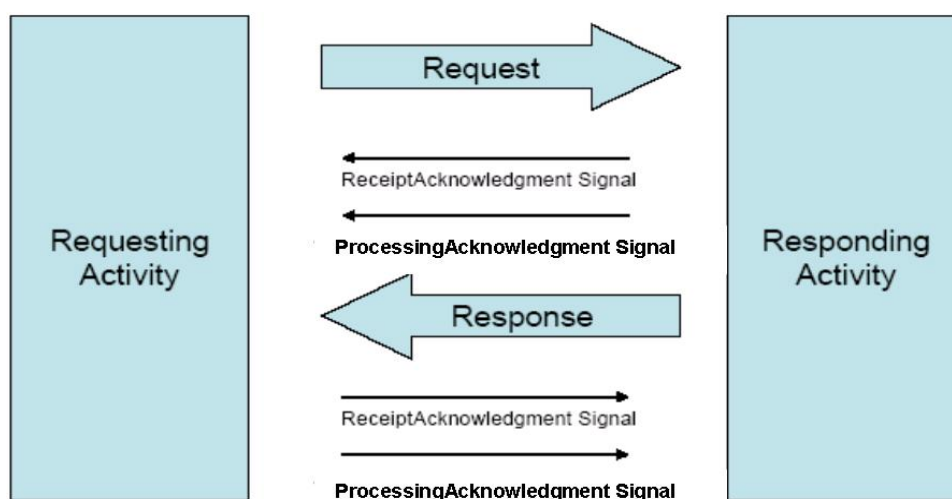 Request
ReceiptAcknowledgment Signal
ProcessingAcknowledgment Signal
Requesting
Activity
Responding
Activity
Response
ReceiptAcknowledgment Signal
ProcessingAcknowledgment Signal